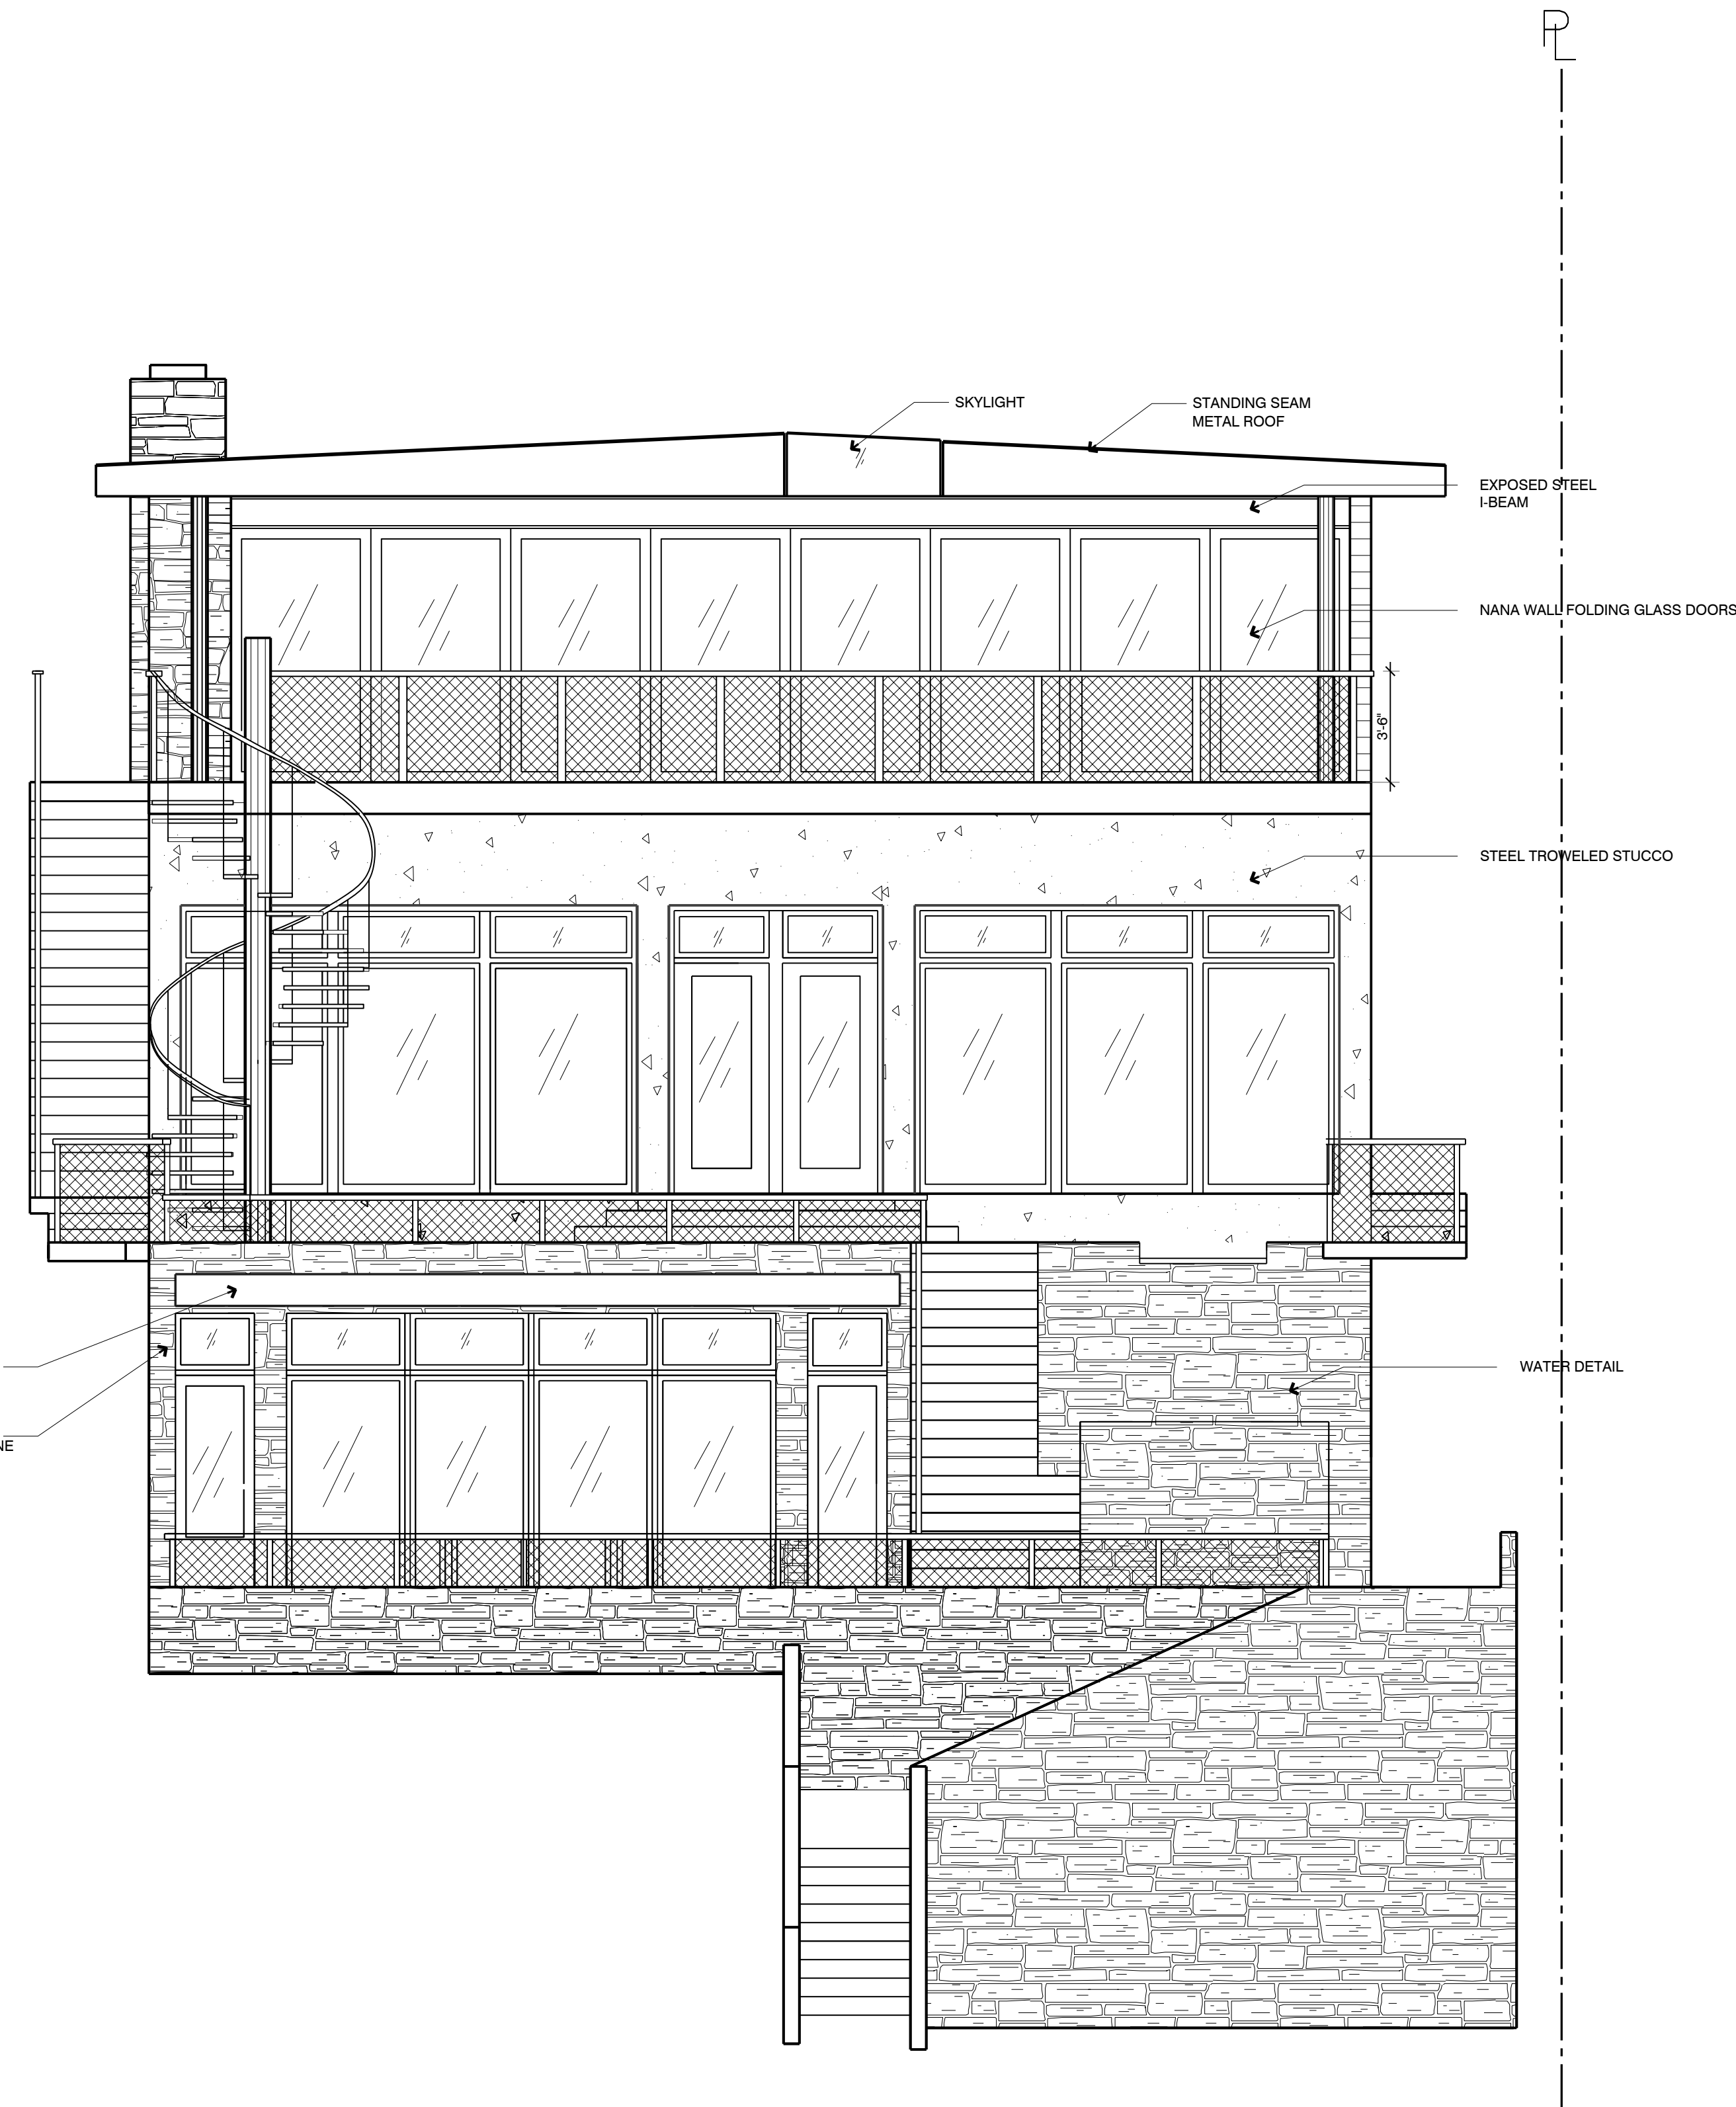 PL
SKYLIGHT
STANDING SEAM
METAL ROOF
EXPOSED STEEL
I-BEAM
NANA WALL FOLDING GLASS DOORS
3'-6"
STEEL TROWELED STUCCO
WATER DETAIL
NE